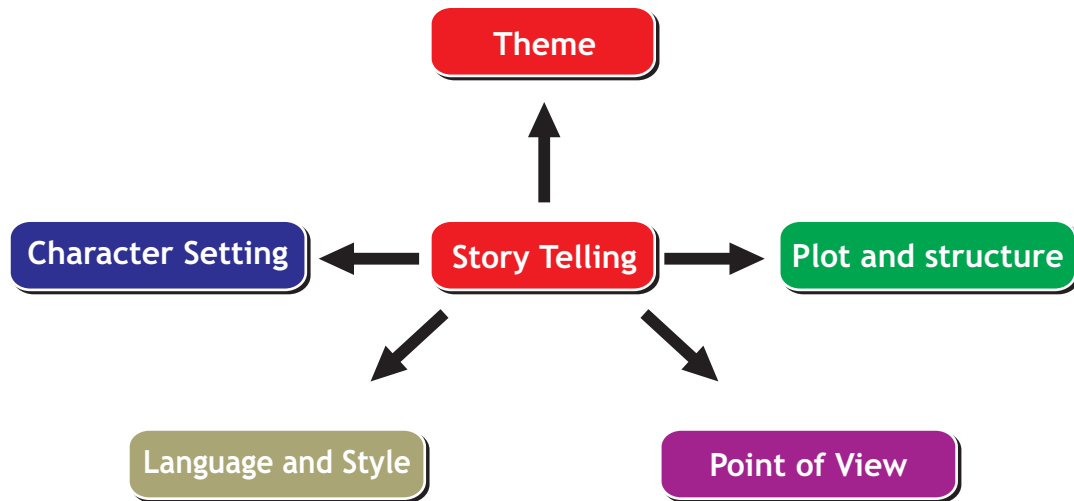 Theme
Character Setting
Story Telling
Plot and structure
Language and Style
Point of View